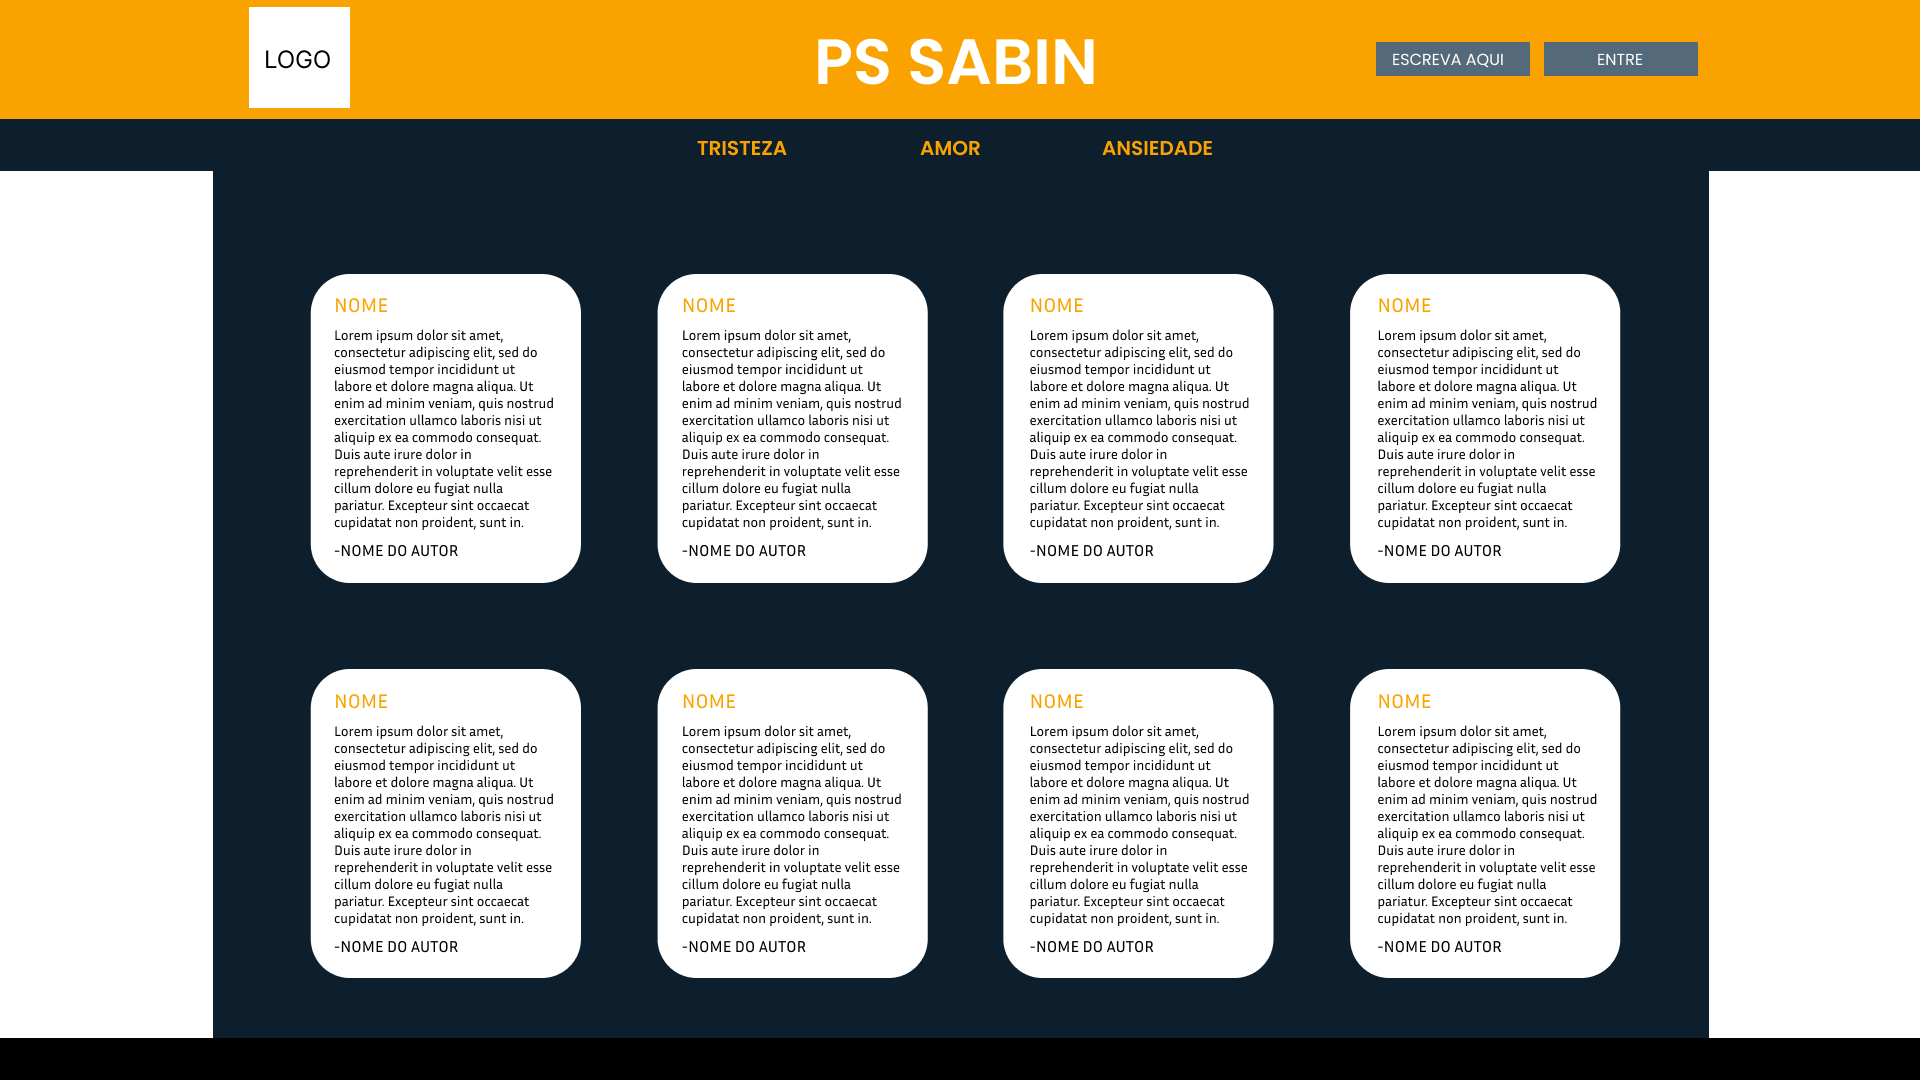 LOGO
PS SABIN
ESCREVA AQUI
ENTRE
TRISTEZA
AMOR
ANSIEDADE
NOME
Lorem ipsum dolor sit amet,
consectetur adipiscing elit, sed do
eiusmod tempor incididunt ut
labore et dolore magna aliqua. Ut
enim ad minim veniam, quis nostrud
exercitation ullamco laboris nisi ut
aliquip ex ea commodo consequat.
Duis aute irure dolor in
reprehenderit in voluptate velit esse
cillum dolore eu fugiat nulla
pariatur. Excepteur sint occaecat
cupidatat non proident, sunt in.
-NOME DO AUTOR
NOME
Lorem ipsum dolor sit amet,
consectetur adipiscing elit, sed do
eiusmod tempor incididunt ut
labore et dolore magna aliqua. Ut
enim ad minim veniam, quis nostrud
exercitation ullamco laboris nisi ut
aliquip ex ea commodo consequat.
Duis aute irure dolor in
reprehenderit in voluptate velit esse
cillum dolore eu fugiat nulla
pariatur. Excepteur sint occaecat
cupidatat non proident, sunt in.
-NOME DO AUTOR
NOME
Lorem ipsum dolor sit amet,
consectetur adipiscing elit, sed do
eiusmod tempor incididunt ut
labore et dolore magna aliqua. Ut
enim ad minim veniam, quis nostrud
exercitation ullamco laboris nisi ut
aliquip ex ea commodo consequat.
Duis aute irure dolor in
reprehenderit in voluptate velit esse
cillum dolore eu fugiat nulla
pariatur. Excepteur sint occaecat
cupidatat non proident, sunt in.
-NOME DO AUTOR
NOME
Lorem ipsum dolor sit amet,
consectetur adipiscing elit, sed do
eiusmod tempor incididunt ut
labore et dolore magna aliqua. Ut
enim ad minim veniam, quis nostrud
exercitation ullamco laboris nisi ut
aliquip ex ea commodo consequat.
Duis aute irure dolor in
reprehenderit in voluptate velit esse
cillum dolore eu fugiat nulla
pariatur. Excepteur sint occaecat
cupidatat non proident, sunt in.
-NOME DO AUTOR
NOME
Lorem ipsum dolor sit amet,
consectetur adipiscing elit, sed do
eiusmod tempor incididunt ut
labore et dolore magna aliqua. Ut
enim ad minim veniam, quis nostrud
exercitation ullamco laboris nisi ut
aliquip ex ea commodo consequat.
Duis aute irure dolor in
reprehenderit in voluptate velit esse
cillum dolore eu fugiat nulla
pariatur. Excepteur sint occaecat
cupidatat non proident, sunt in.
-NOME DO AUTOR
NOME
Lorem ipsum dolor sit amet,
consectetur adipiscing elit, sed do
eiusmod tempor incididunt ut
labore et dolore magna aliqua. Ut
enim ad minim veniam, quis nostrud
exercitation ullamco laboris nisi ut
aliquip ex ea commodo consequat.
Duis aute irure dolor in
reprehenderit in voluptate velit esse
cillum dolore eu fugiat nulla
pariatur. Excepteur sint occaecat
cupidatat non proident, sunt in.
-NOME DO AUTOR
NOME
Lorem ipsum dolor sit amet,
consectetur adipiscing elit, sed do
eiusmod tempor incididunt ut
labore et dolore magna aliqua. Ut
enim ad minim veniam, quis nostrud
exercitation ullamco laboris nisi ut
aliquip ex ea commodo consequat.
Duis aute irure dolor in
reprehenderit in voluptate velit esse
cillum dolore eu fugiat nulla
pariatur. Excepteur sint occaecat
cupidatat non proident, sunt in.
-NOME DO AUTOR
NOME
Lorem ipsum dolor sit amet,
consectetur adipiscing elit, sed do
eiusmod tempor incididunt ut
labore et dolore magna aliqua. Ut
enim ad minim veniam, quis nostrud
exercitation ullamco laboris nisi ut
aliquip ex ea commodo consequat.
Duis aute irure dolor in
reprehenderit in voluptate velit esse
cillum dolore eu fugiat nulla
pariatur. Excepteur sint occaecat
cupidatat non proident, sunt in.
-NOME DO AUTOR